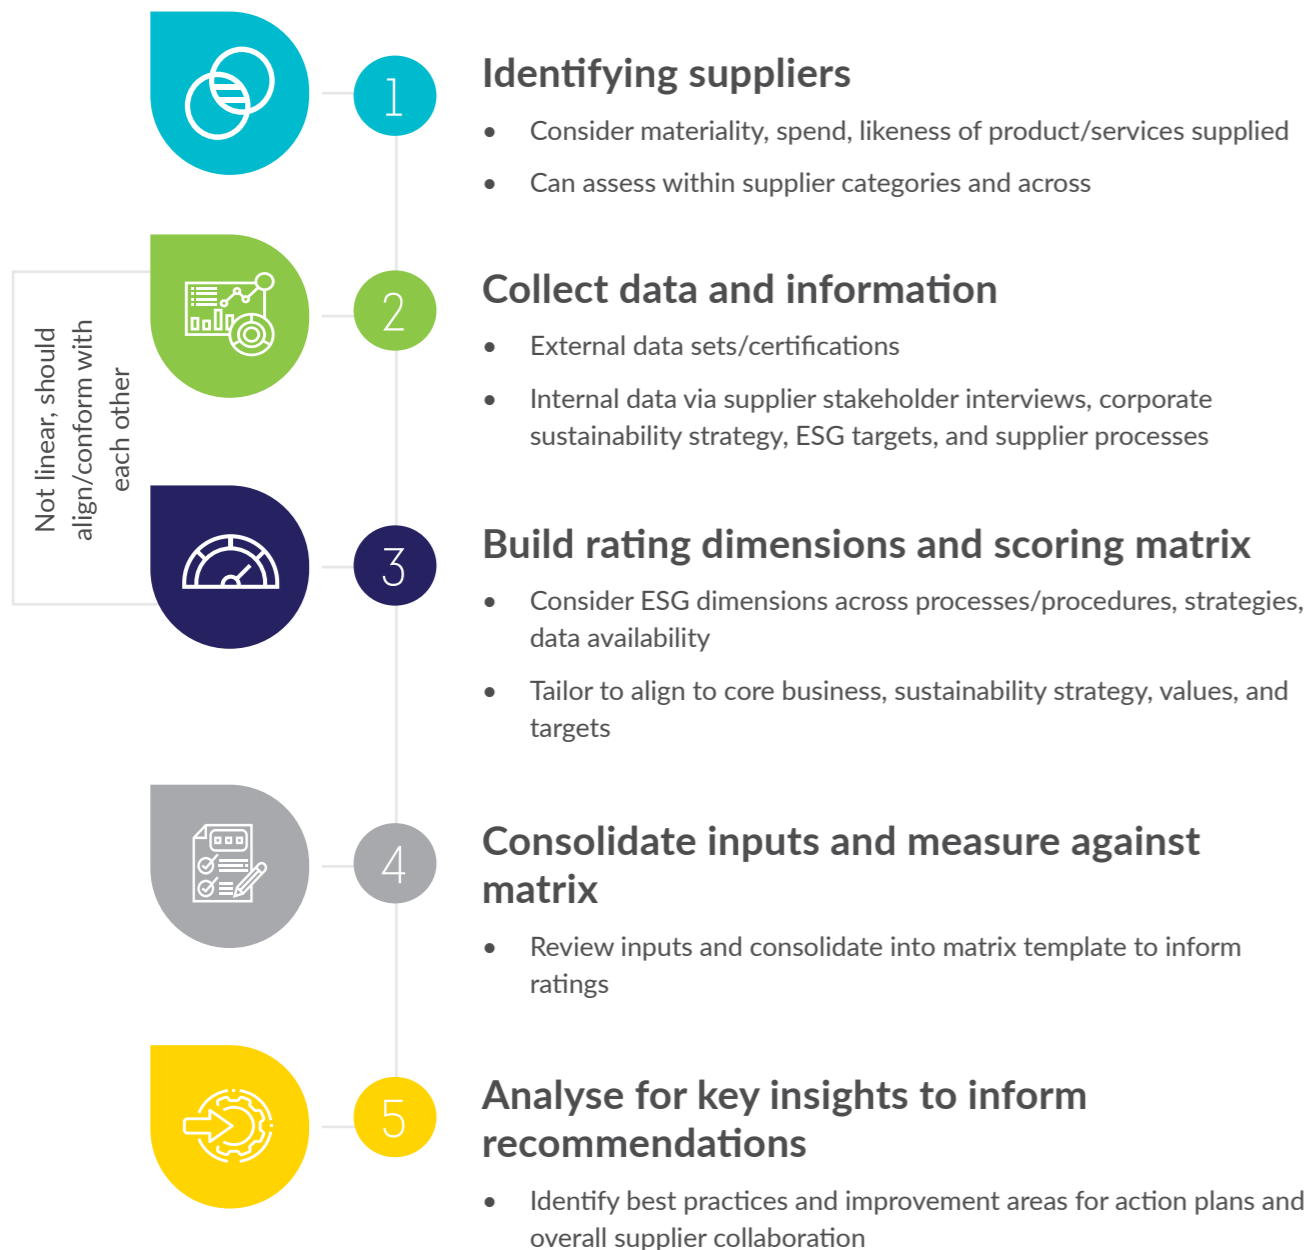 1
Identifying suppliers
• Consider materiality, spend, likeness of product/services supplied
• Can assess within supplier categories and across
Not linear, should
align/conform with
each other
2
Collect data and information
• External data sets/certifications
• Internal data via supplier stakeholder interviews, corporate
sustainability strategy, ESG targets, and supplier processes
3
Build rating dimensions and scoring matrix
• Consider ESG dimensions across processes/procedures, strategies,
data availability
• Tailor to align to core business, sustainability strategy, values, and
targets
4
Consolidate inputs and measure against
matrix
• Review inputs and consolidate into matrix template to inform
ratings
5
Analyse for key insights to inform
recommendations
• Identify best practices and improvement areas for action plans and
overall supplier collaboration